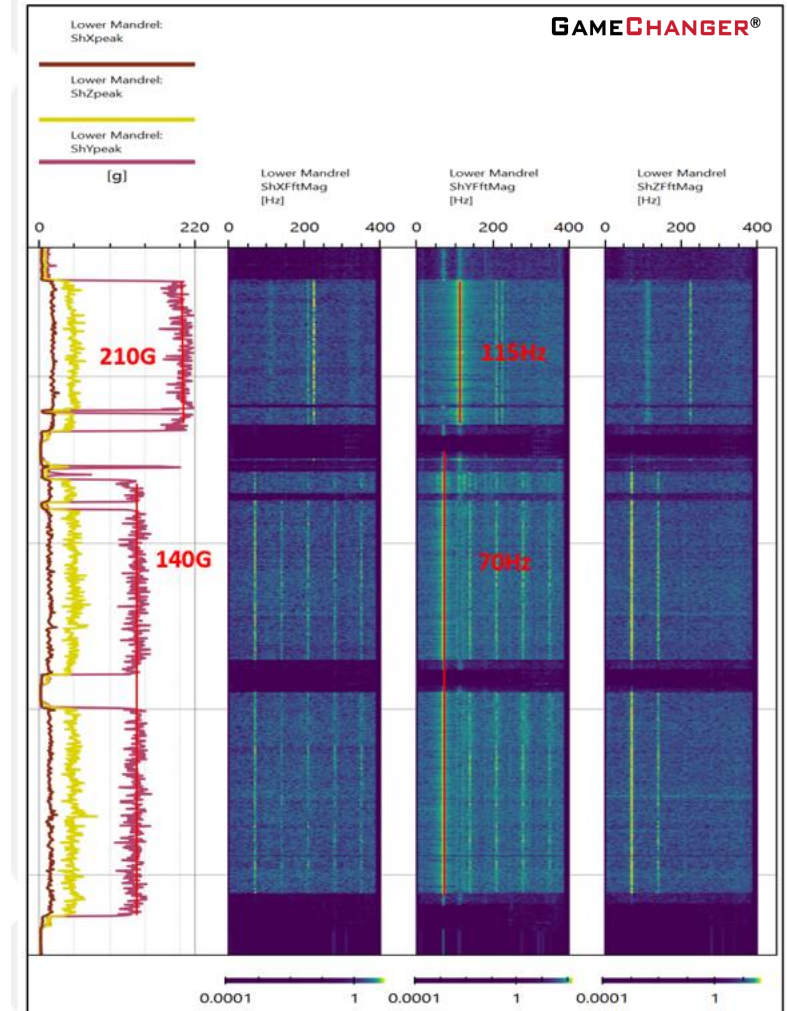 GAMECHANGER®
Lower Mandrel:
ShXpeak
Lower Mandrel:
ShZpeak
Lower Mandrel:
ShYpeak
[g]
0 220
Lower Mandrel
ShXFftMag
[Hz]
0 200 400
Lower Mandrel
ShYFftMag
[Hz]
0 200 400
Lower Mandrel
ShZFftMag
[Hz]
0 200 400
210G
115Hz
140G
70Hz
0.0001 1
0.0001 1
0.0001 1